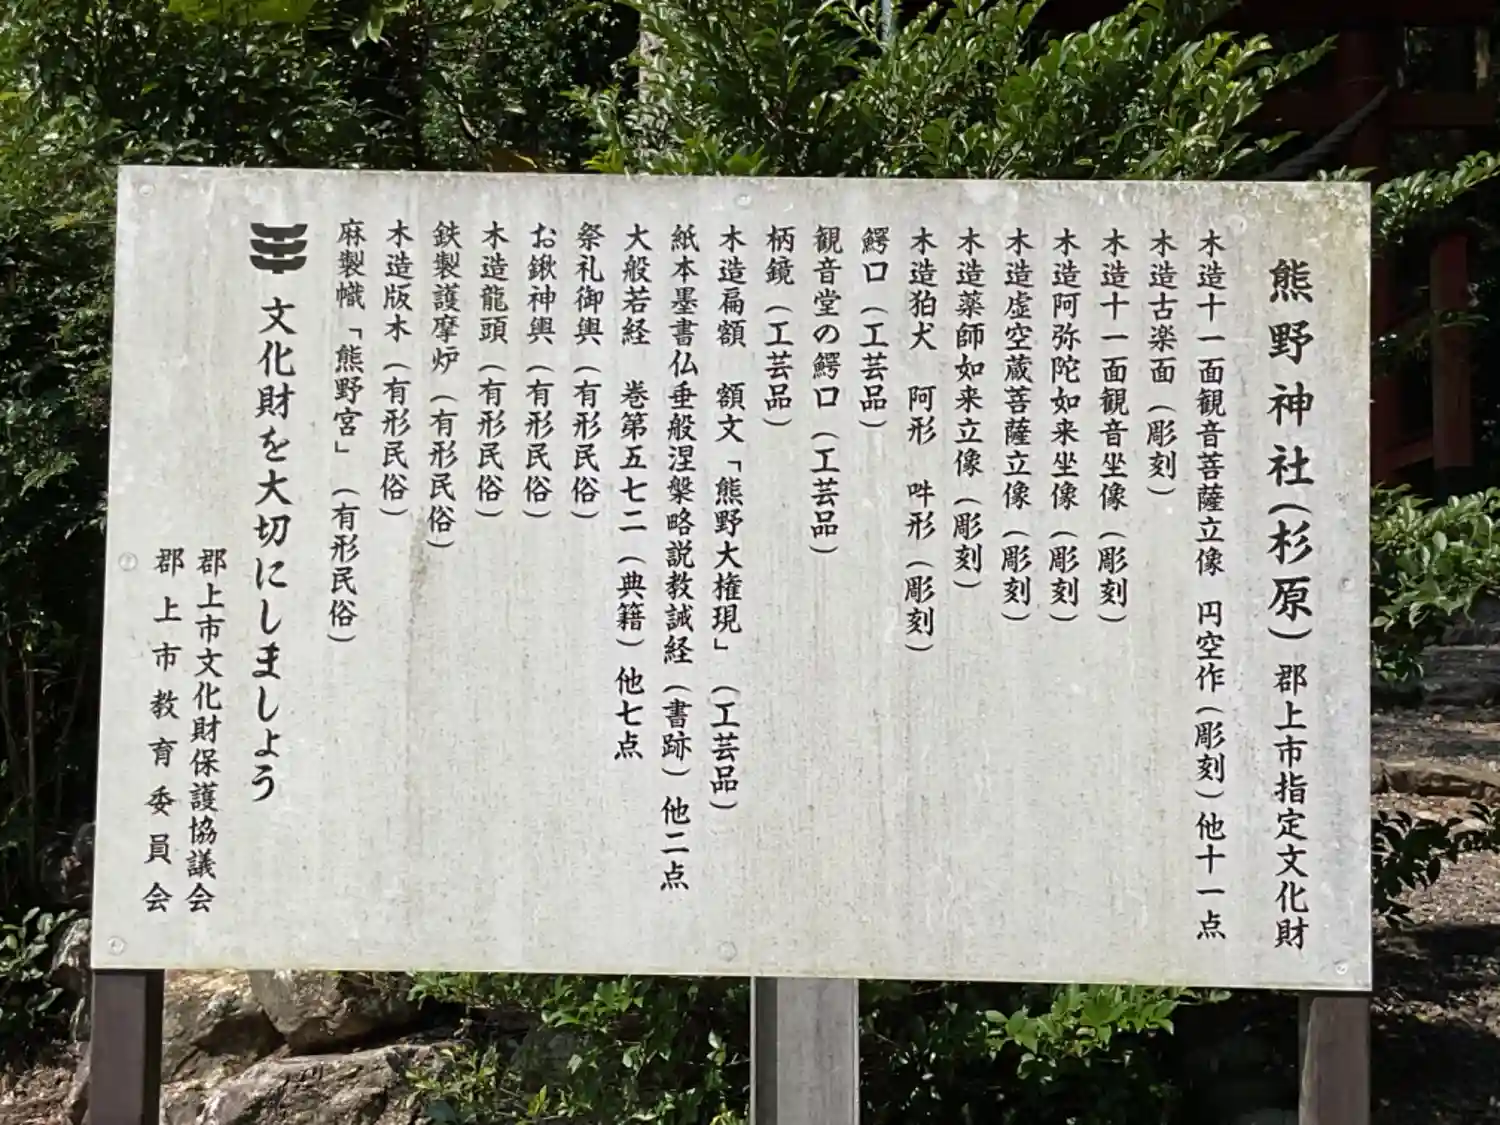 熊野神社(杉原)郡上市指定文化財
木造十一面観音菩薩立像 円空作(彫刻)他十一点
木造古楽面(彫刻)
木造十一面観音坐像(彫刻)
木造阿弥陀如来坐像(彫刻)
木造虚空蔵菩薩立像(彫刻)
木造薬師如来立像(彫刻)
木造狛犬 阿形 吽形(彫刻)
鰐口(工芸品)
観音堂の鰐口(工芸品)
柄鏡(工芸品)
木造扁額 額文「熊野大権現」(工芸品)
紙本墨書仏垂般涅槃略説教誡経(書跡)他二点
大般若経 巻第五七二(典籍)他七点
祭礼御輿(有形民俗)
お鍬神輿(有形民俗)
木造龍頭(有形民俗)
鉄製護摩炉(有形民俗)
木造版木(有形民俗)
麻製幟「熊野宮」(有形民俗)
文化財を大切にしましょう
郡上市文化財保護協議会
郡上市教育委員会